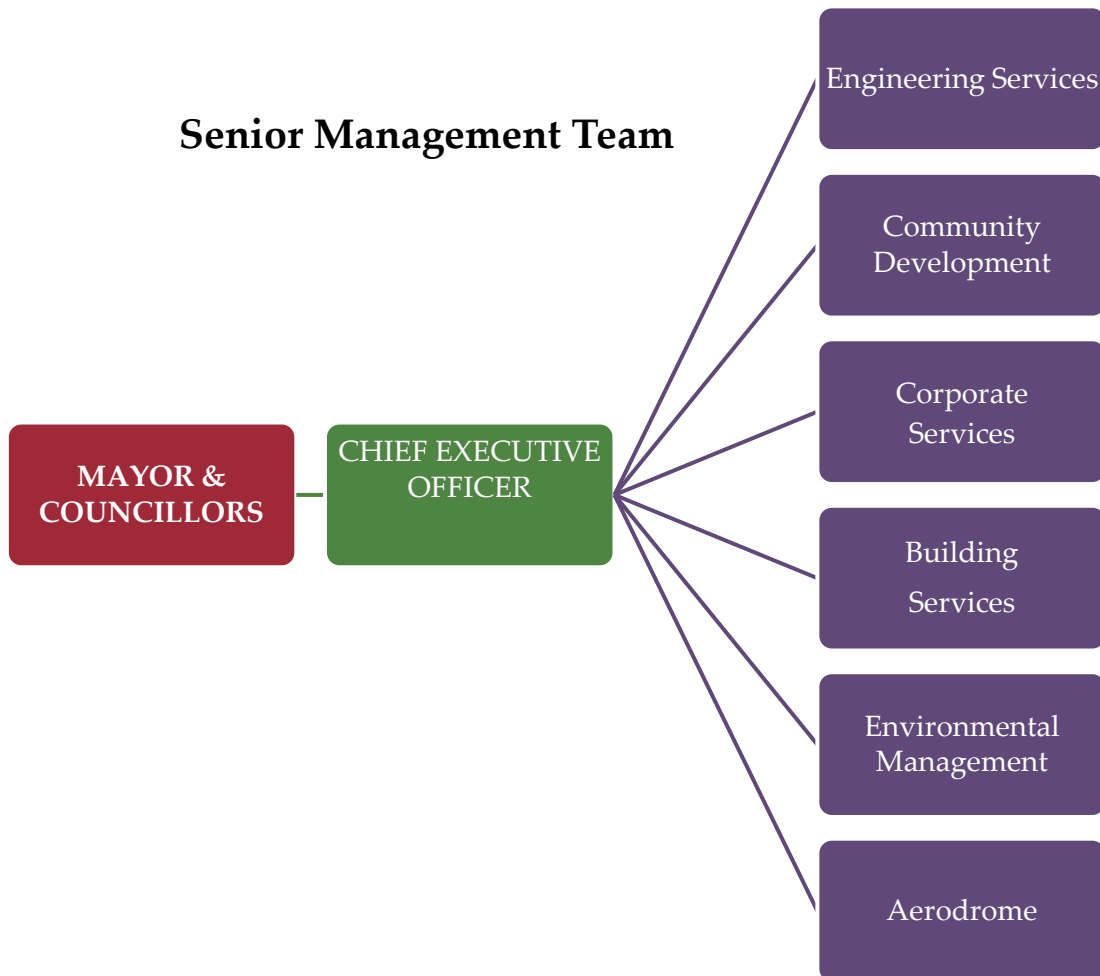 Senior Management Team
MAYOR &
COUNCILLORS
CHIEF EXECUTIVE
OFFICER
Engineering Services
Community
Development
Corporate
Services
Building
Services
Environmental
Management
Aerodrome